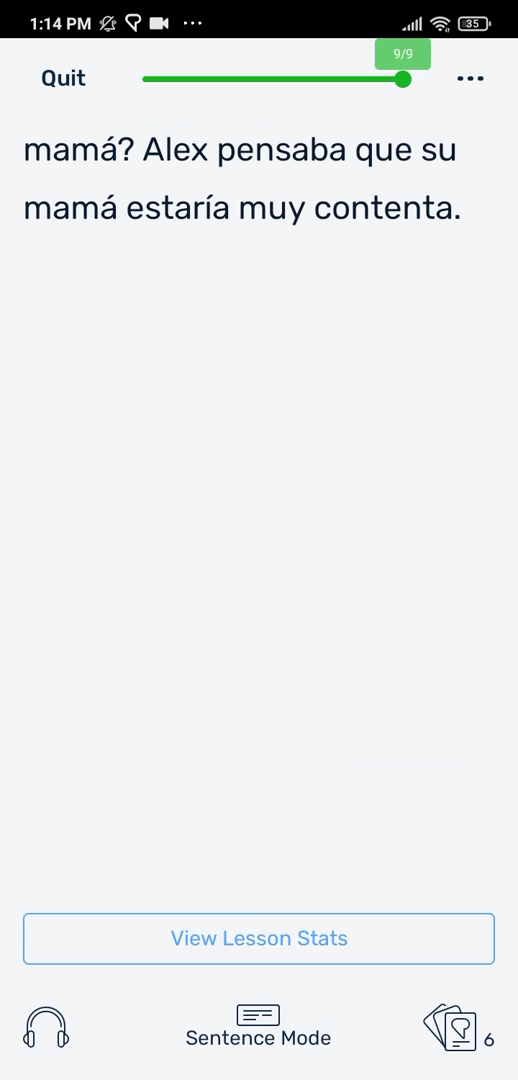 1:14 PM ... 35
9/9
Quit
mamá? Alex pensaba que su
mamá estaría muy contenta.
View Lesson Stats
Sentence Mode
6